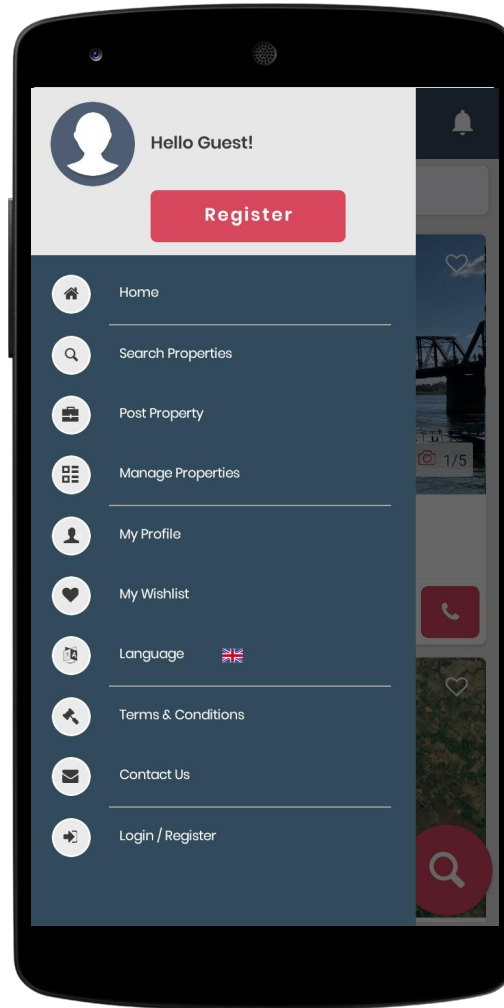 Hello Guest!
Register
Home
Search Properties
Post Property
Manage Properties
1/5
My Profile
My Wishlist
Language
Terms & Conditions
Contact Us
Login / Register